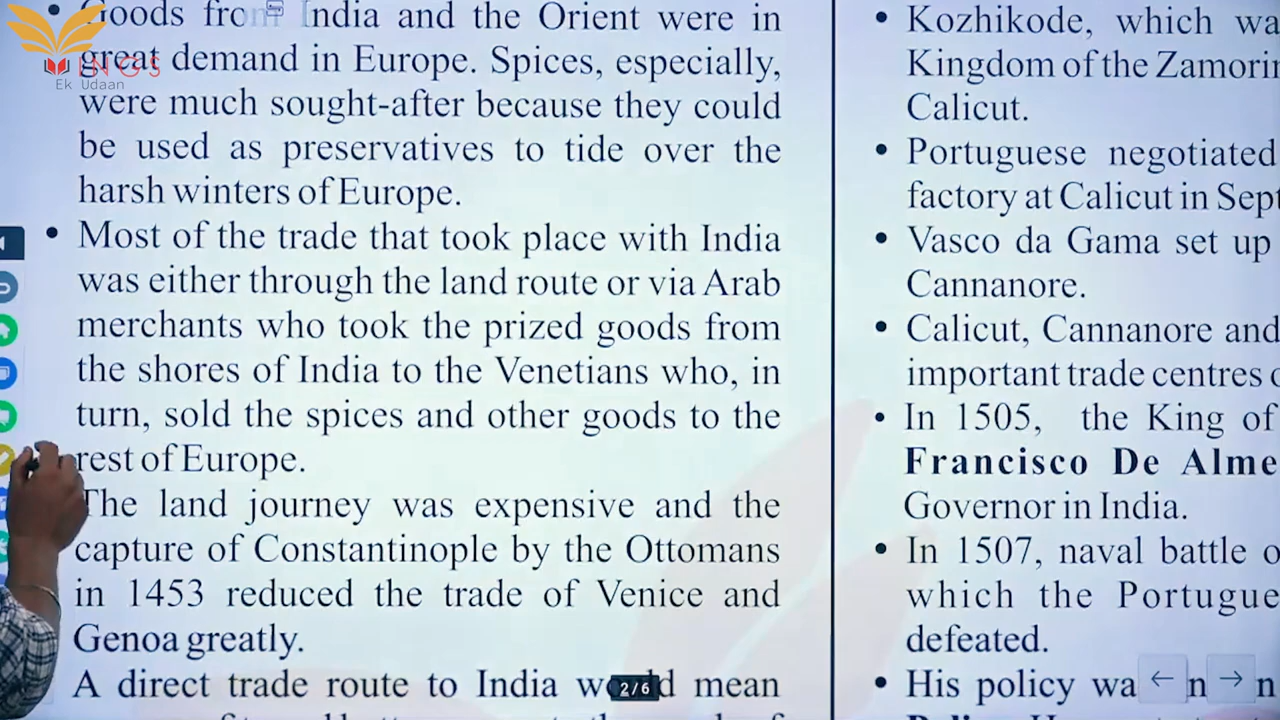 Goods from India and the Orient were in
great demand in Europe. Spices, especially,
were much sought-after because they could
be used as preservatives to tide over the
harsh winters of Europe.
Most of the trade that took place with India
was either through the land route or via Arab
merchants who took the prized goods from
the shores of India to the Venetians who, in
turn, sold the spices and other goods to the
rest of Europe.
The land journey was expensive and the
capture of Constantinople by the Ottomans
in 1453 reduced the trade of Venice and
Genoa greatly.
A direct trade route to India would mean
Kozhikode, which wa
Kingdom of the Zamorin
Calicut.
Portuguese negotiated
factory at Calicut in Sept
Vasco da Gama set up
Cannanore.
Calicut, Cannanore and
important trade centres
In 1505, the King of
Francisco De Alme
Governor in India.
In 1507, naval battle o
which the Portugue
defeated.
His policy wa
WINGS
Ek Udaan
2/6